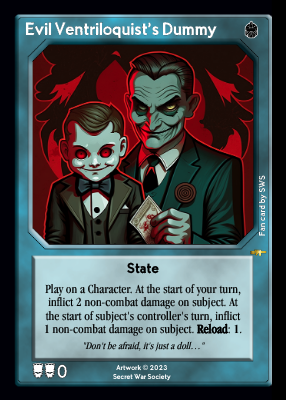 Evil Ventriloquist's Dummy
Fan card by SWS
State
Play on a Character. At the start of your turn,
inflict 2 non-combat damage on subject. At
the start of subject's controller's turn, inflict
1 non-combat damage on subject. Reload: 1.
"Don't be afraid, it's just a doll…"
0
Artwork © 2023
Secret War Society